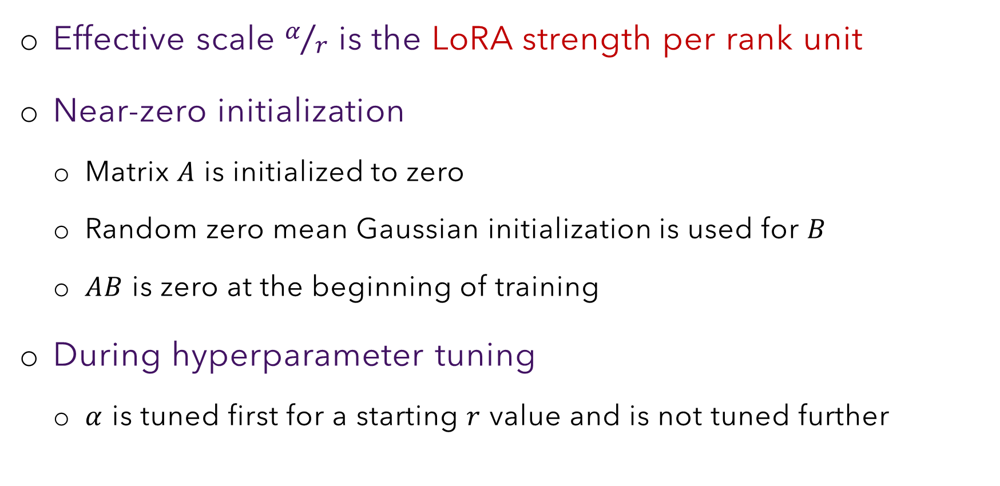 ○ Effective scale α/r is the LoRA strength per rank unit
○ Near-zero initialization
○ Matrix A is initialized to zero
○ Random zero mean Gaussian initialization is used for B
○ AB is zero at the beginning of training
○ During hyperparameter tuning
○ α is tuned first for a starting r value and is not tuned further